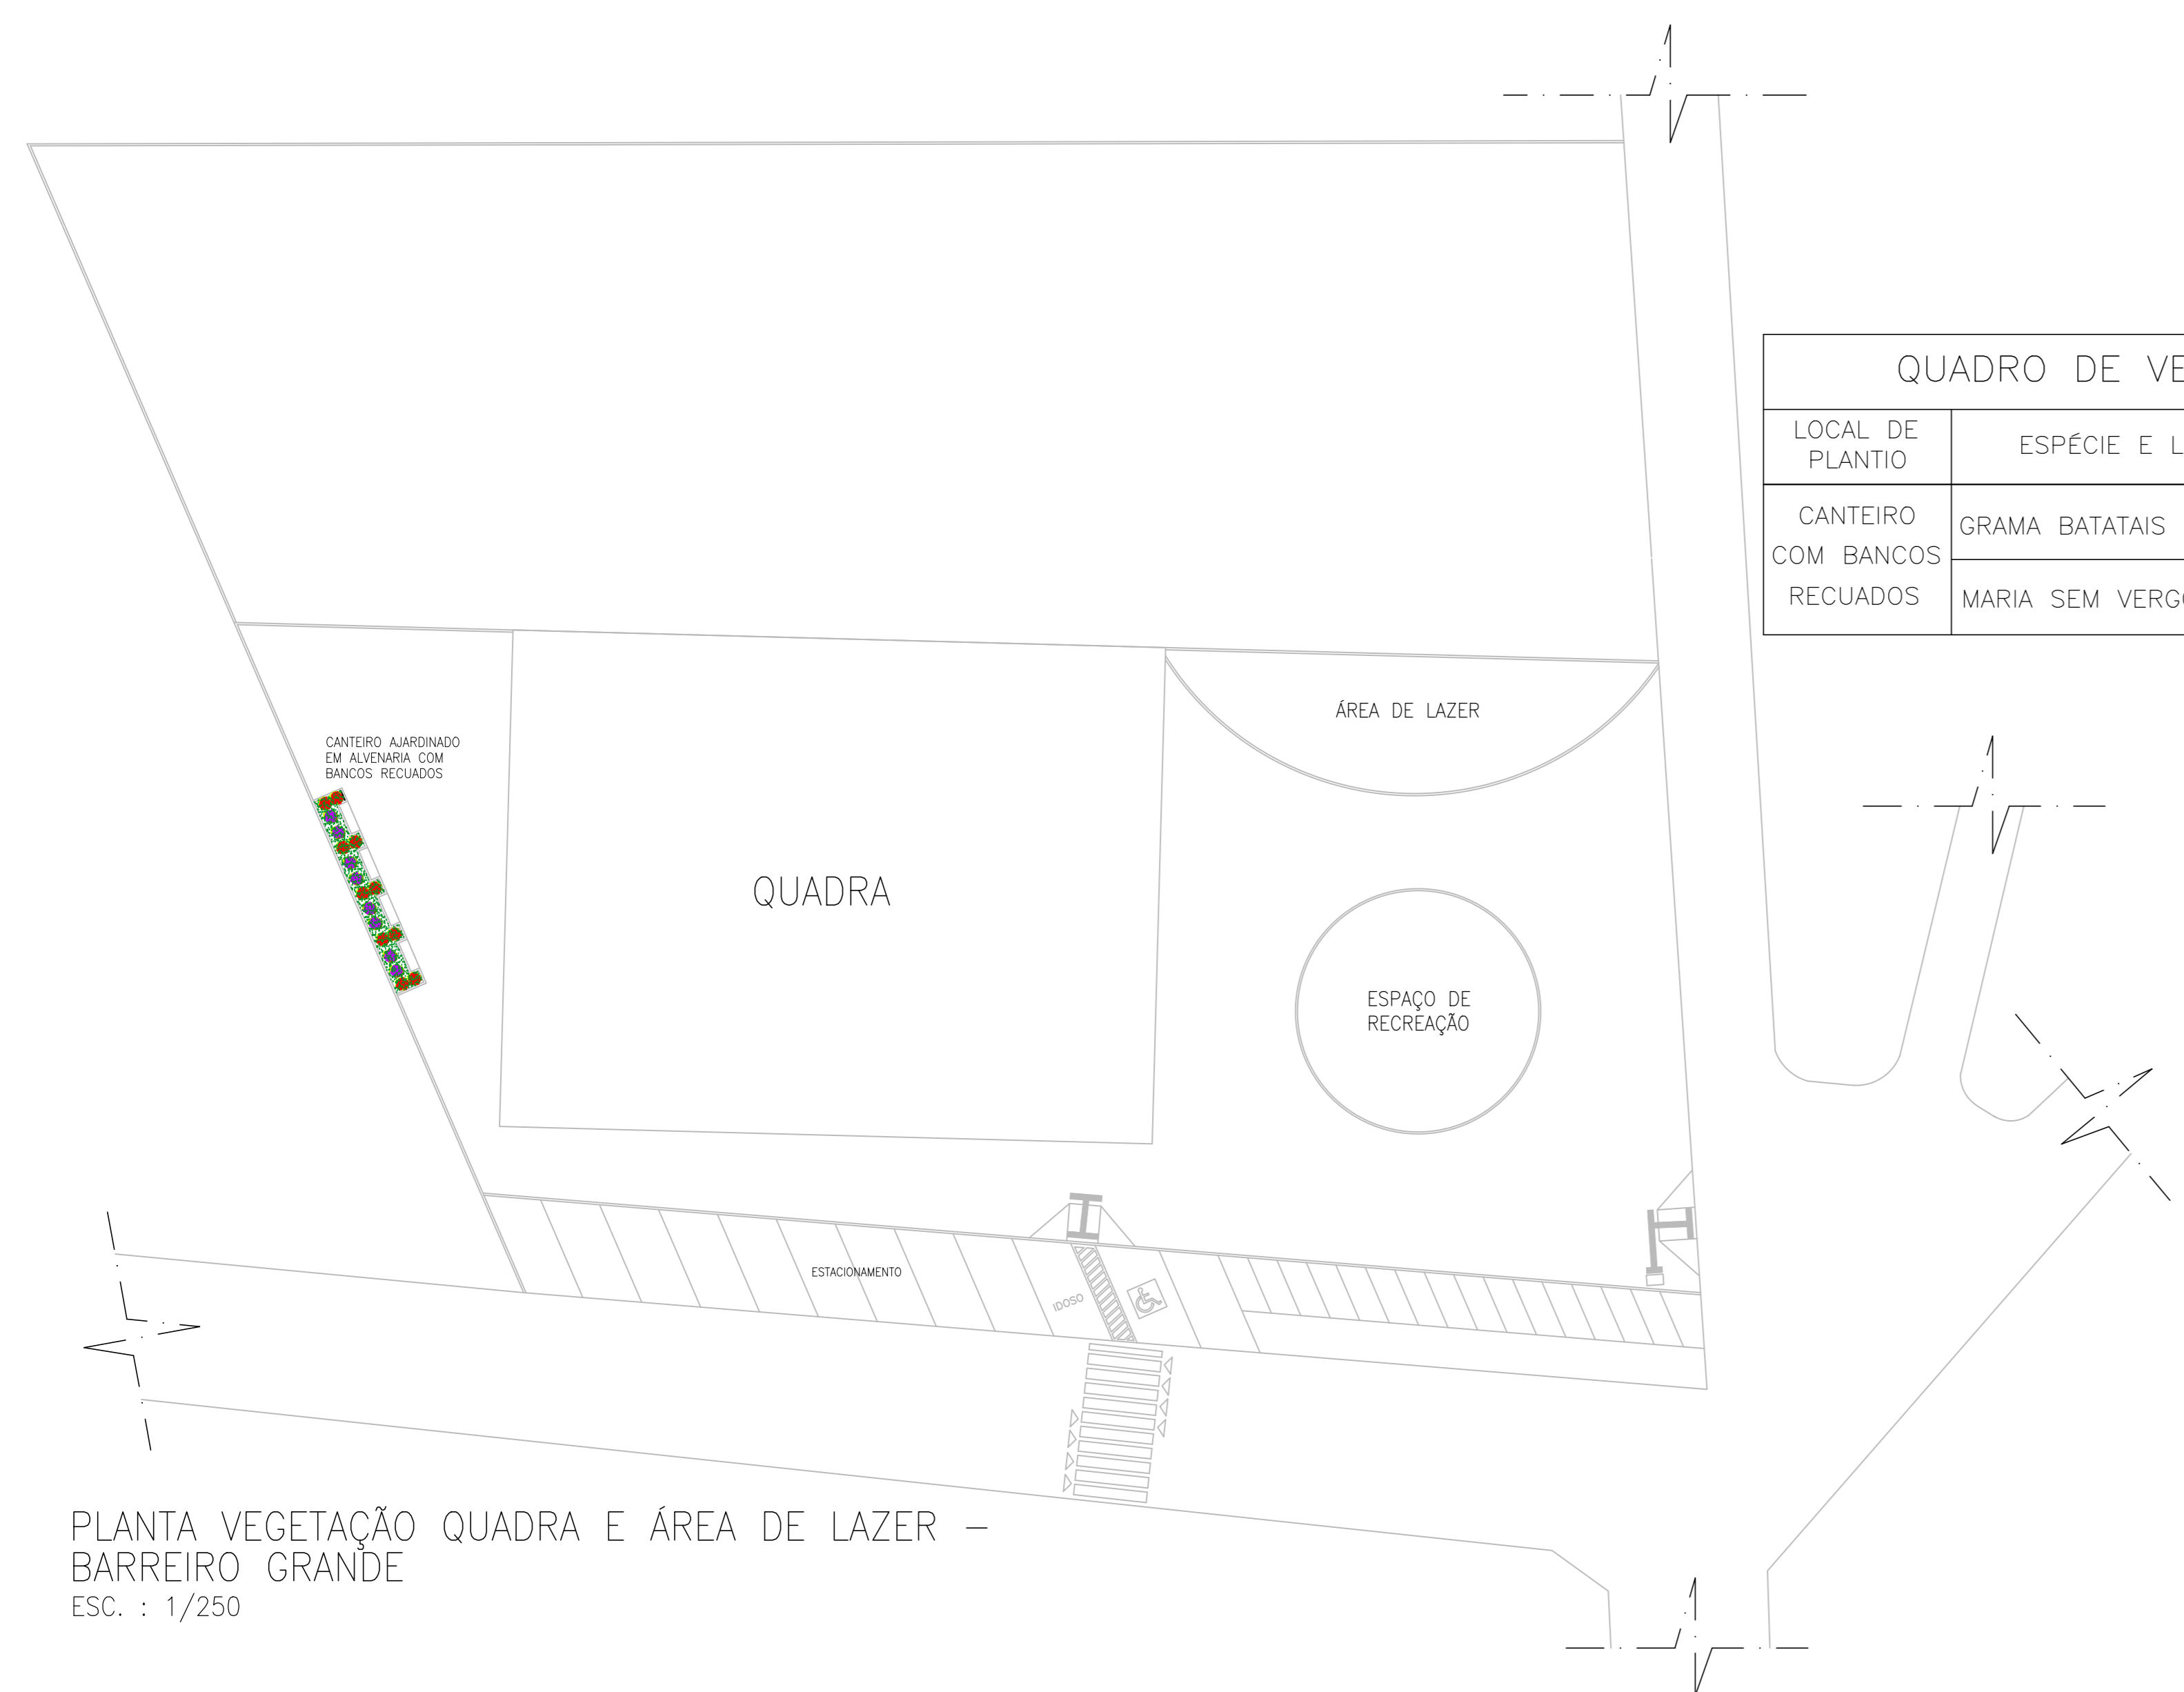 QUADRO DE VE
LOCAL DE
PLANTIO
ESPÉCIE E L
CANTEIRO
COM BANCOS
RECUADOS
GRAMA BATATAIS
MARIA SEM VERG
ÁREA DE LAZER
CANTEIRO AJARDINADO
EM ALVENARIA COM
BANCOS RECUADOS
QUADRA
ESPAÇO DE
RECREAÇÃO
ESTACIONAMENTO
IDOSO
PLANTA VEGETAÇÃO QUADRA E ÁREA DE LAZER –
BARREIRO GRANDE
ESC. : 1/250